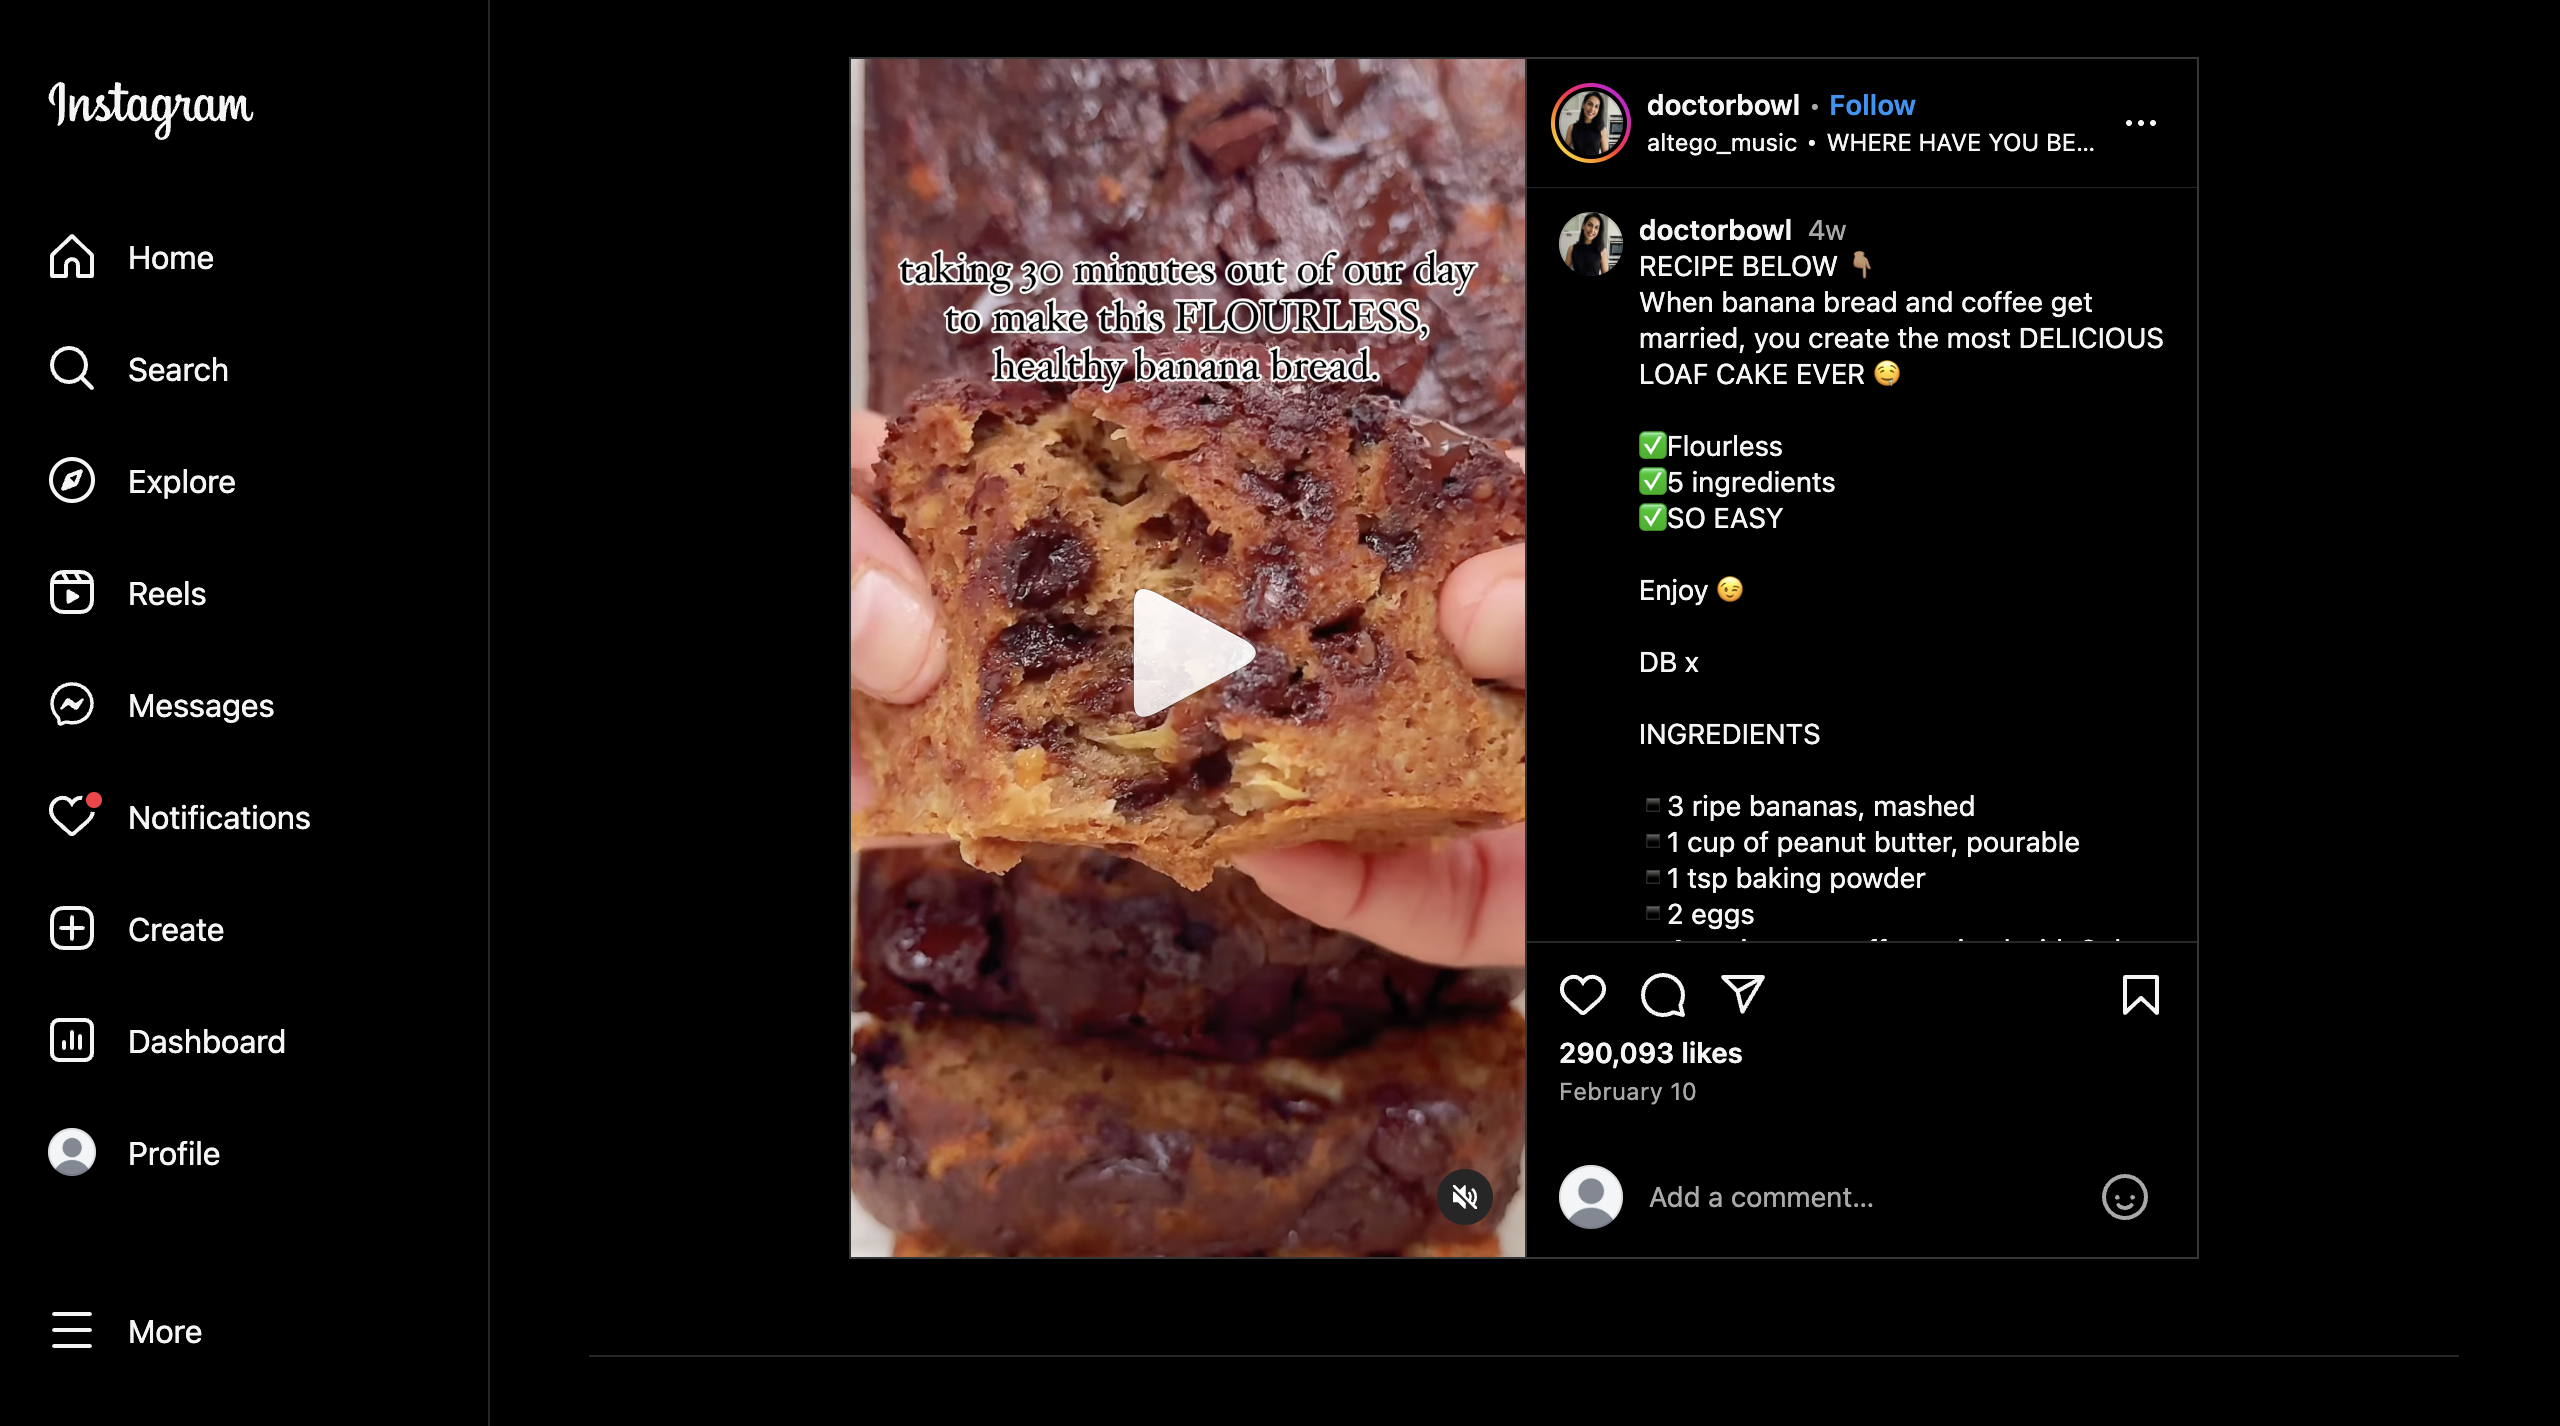 Instagram
Home
Search
Explore
Reels
Messages
Notifications
Create
Dashboard
Profile
More
taking 30 minutes out of our day
to make this FLOURLESS,
healthy banana bread.
doctorbowl • Follow
altego_music • WHERE HAVE YOU BE...
doctorbowl 4w
RECIPE BELOW 👇🏽
When banana bread and coffee get
married, you create the most DELICIOUS
LOAF CAKE EVER 🤤
✅Flourless
✅5 ingredients
✅SO EASY
Enjoy 😉
DB x
INGREDIENTS
▪️3 ripe bananas, mashed
▪️1 cup of peanut butter, pourable
▪️1 tsp baking powder
▪️2 eggs
290,093 likes
February 10
Add a comment...